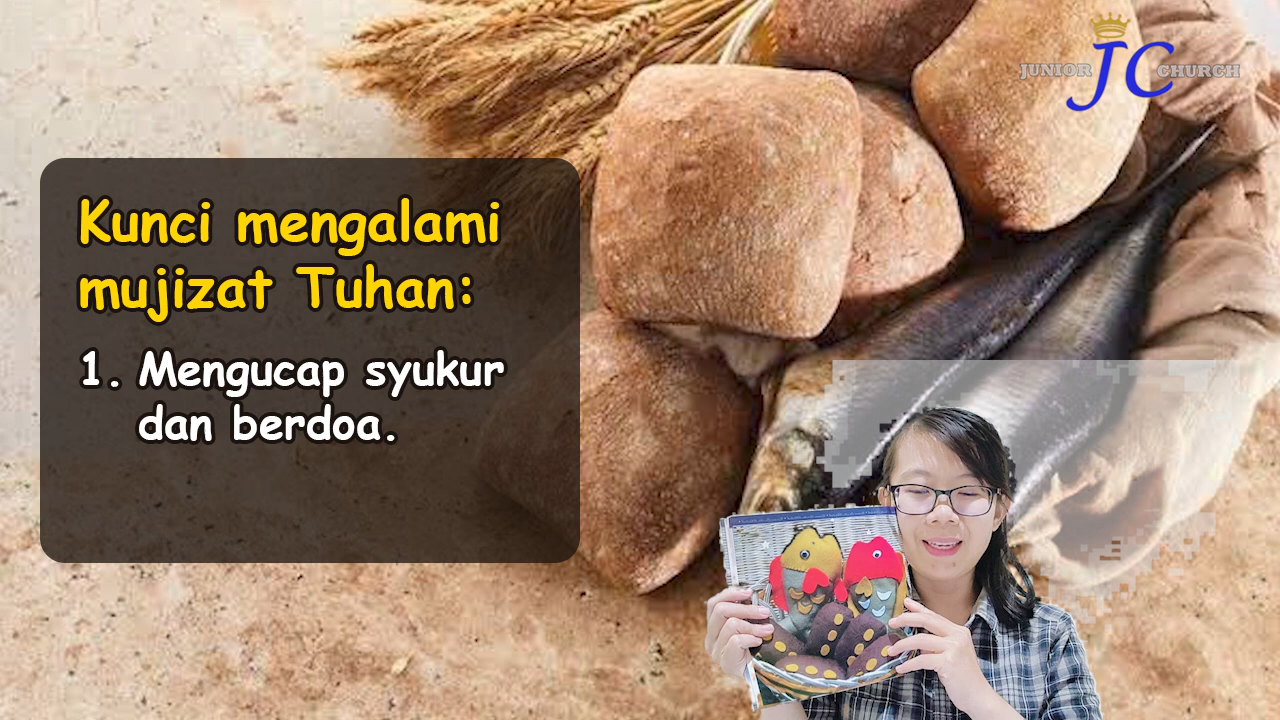 JUNIOR JC CHURCH
Kunci mengalami
mujizat Tuhan:
1. Mengucap syukur
dan berdoa.